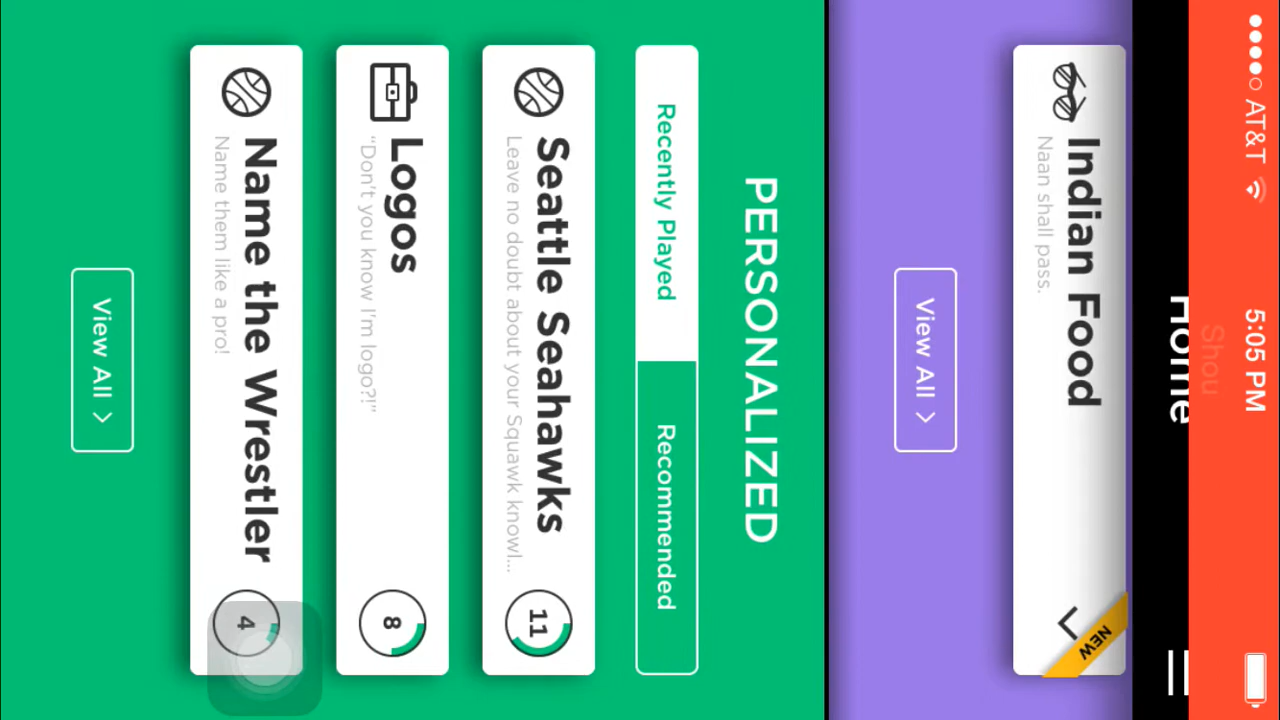 ●●●●○ AT&T 5:05 PM
Shou
Home
Indian Food
Naan shall pass.
NEW
View All >
PERSONALIZED
Recently Played Recommended
Seattle Seahawks
Leave no doubt about your Squawk knowl...
11
Logos
"Don't you know I'm logo?!"
8
Name the Wrestler
Name them like a pro!
4
View All >